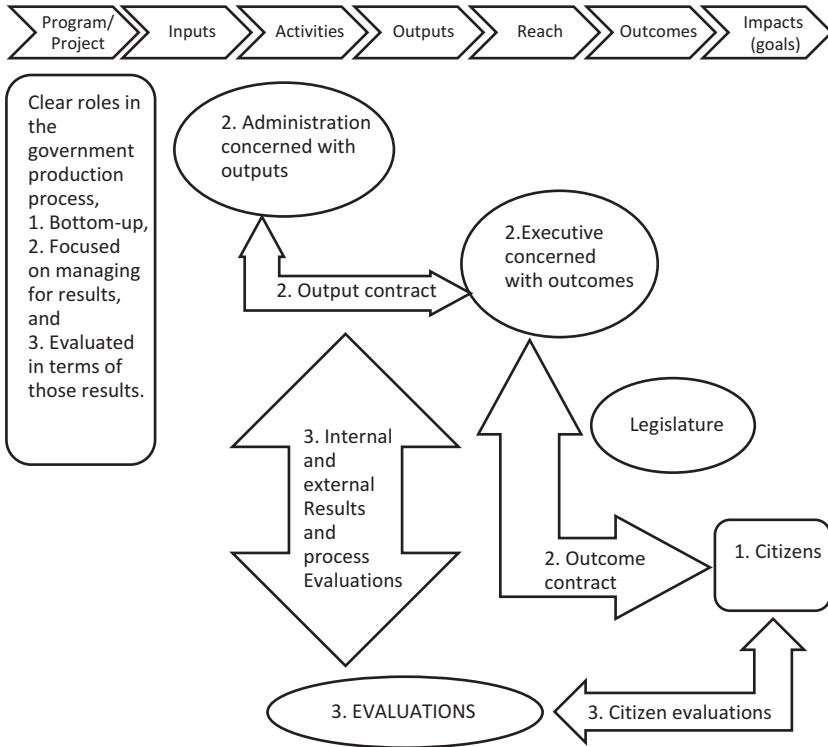 Program/
Project
Inputs
Activities
Outputs
Reach
Outcomes
Impacts
(goals)
Clear roles in
the
government
production
process,
1. Bottom-up,
2. Focused
on managing
for results,
and
3. Evaluated
in terms of
those results.
2. Administration
concerned with
outputs
2.Executive
concerned
with outcomes
2. Output contract
Legislature
3. Internal
and
external
Results
and
process
Evaluations
2. Outcome
contract
1. Citizens
3. EVALUATIONS
3. Citizen evaluations